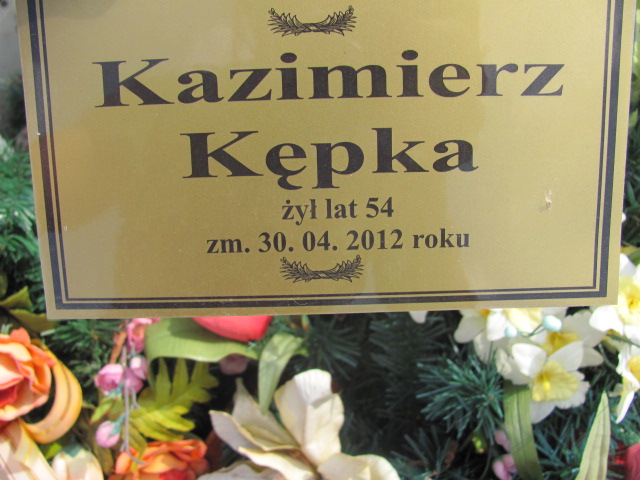 Kazimierz
Kępka
żył lat 54
zm. 30. 04. 2012 roku